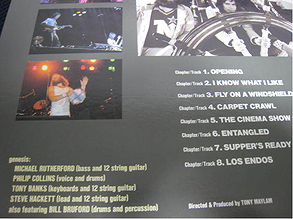 Chapter/Track 1. OPENING
Chapter/Track 2. I KNOW WHAT I LIKE
Chapter/Track 3. FLY ON A WINDSHIELD
Chapter/Track 4. CARPET CRAWL
Chapter/Track 5. THE CINEMA SHOW
Chapter/Track 6. ENTANGLED
Chapter/Track 7. SUPPER'S READY
Chapter/Track 8. LOS ENDOS
genesis:
MICHAEL RUTHERFORD (bass and 12 string guitar)
PHILIP COLLINS (voice and drums)
TONY BANKS (keyboards and 12 string guitar)
STEVE HACKETT (lead and 12 string guitar)
also featuring BILL BRUFORD (drums and percussion)
Directed & Produced by TONY MAYLAM